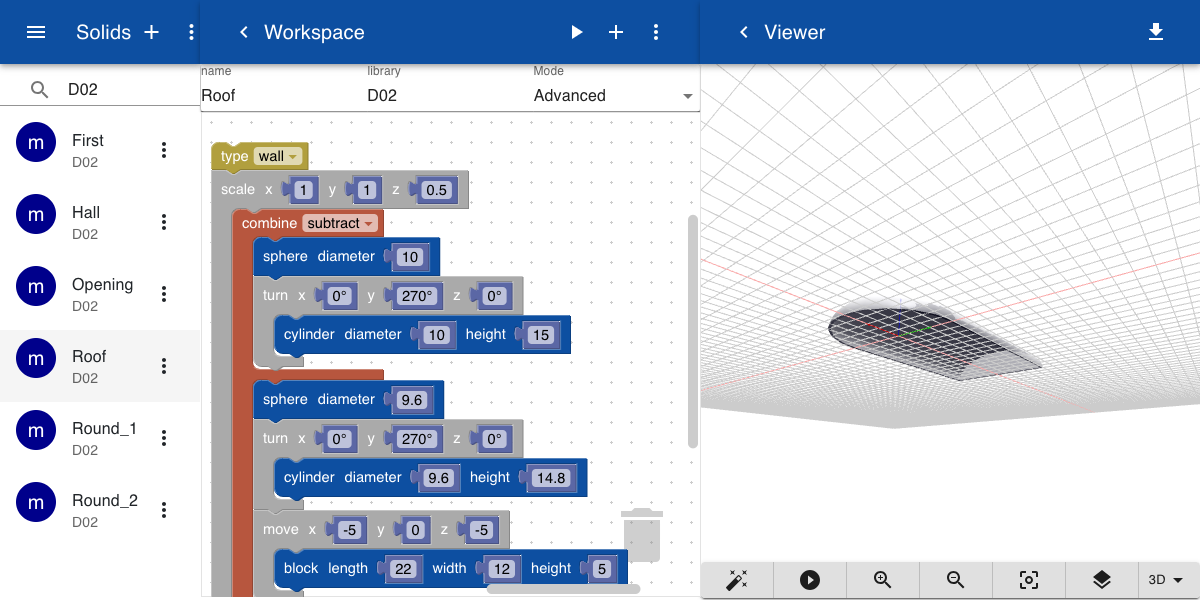 Solids
Workspace
Viewer
D02
name
library
Mode
Roof
D02
Advanced
m
First
D02
m
Hall
D02
m
Opening
D02
m
Roof
D02
m
Round_1
D02
m
Round_2
D02
type wall
scale x 1 y 1 z 0.5
combine subtract
sphere diameter 10
turn x 0° y 270° z 0°
cylinder diameter 10 height 15
sphere diameter 9.6
turn x 0° y 270° z 0°
cylinder diameter 9.6 height 14.8
move x -5 y 0 z -5
block length 22 width 12 height 5
3D